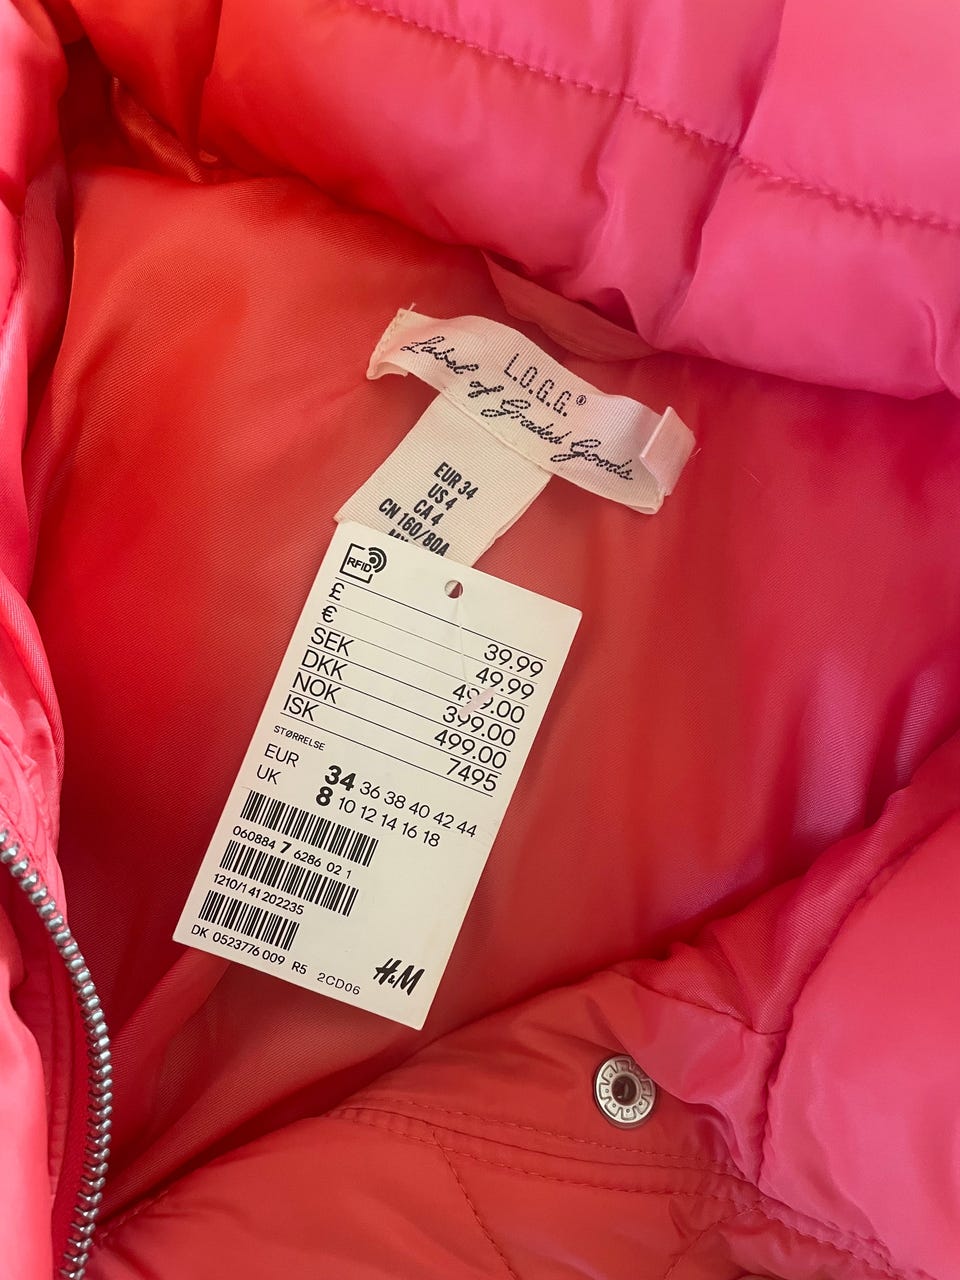 L.O.G.G.®
Label of Graded Goods
EUR 34
US 4
CA 4
CN 160/80A
RFID
£ 39.99
€ 49.99
SEK 499.00
DKK 399.00
NOK 499.00
ISK 7495
STØRRELSE
EUR 34 36 38 40 42 44
UK 8 10 12 14 16 18
060884 7 6286 02 1
1210/1 41 202235
DK 0523776 009 R5 2CD06
H&M